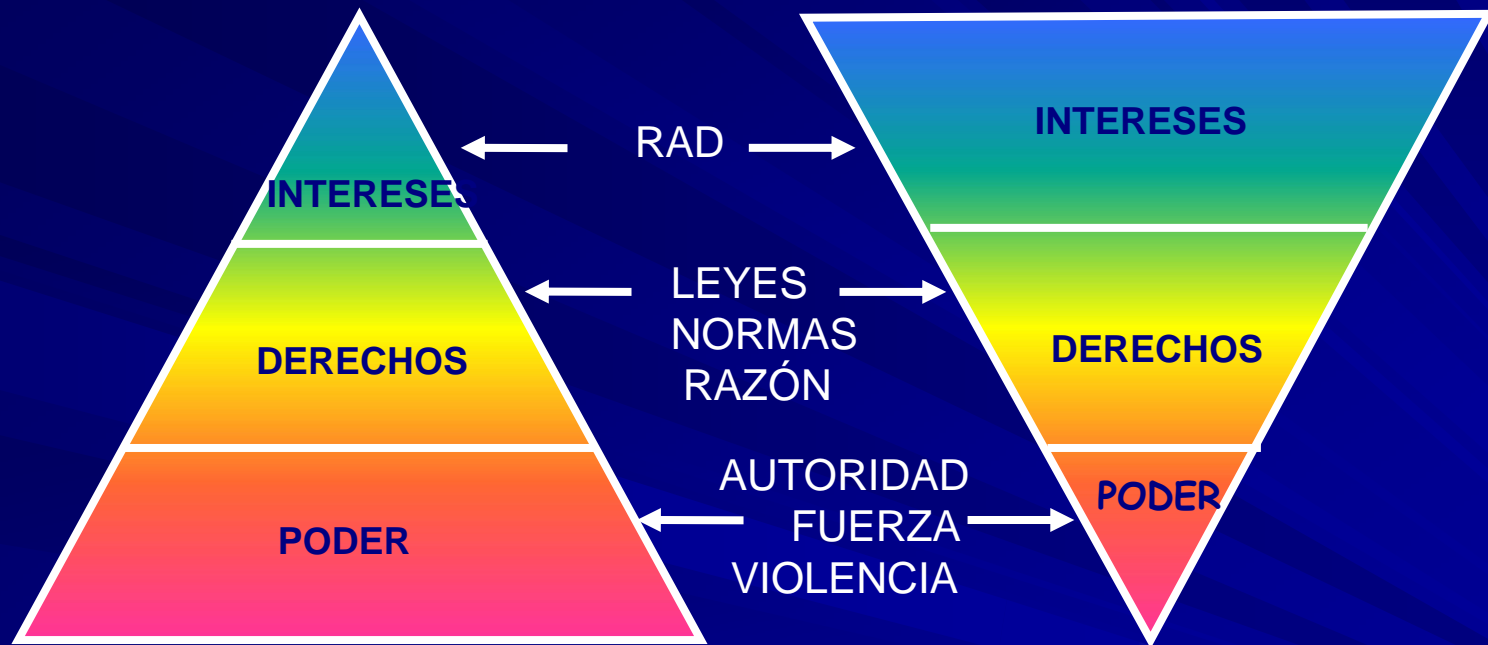 INTERESES
DERECHOS
PODER
RAD
LEYES
NORMAS
RAZÓN
AUTORIDAD
FUERZA
VIOLENCIA
INTERESES
DERECHOS
PODER